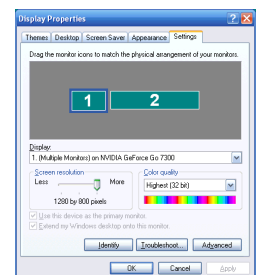 Display Properties
Themes Desktop Screen Saver Appearance Settings
Drag the monitor icons to match the physical arrangement of your monitors.
1 2
Display:
1. (Multiple Monitors) on NVIDIA GeForce Go 7300
Screen resolution
Less More
1280 by 800 pixels
Color quality
Highest (32 bit)
Use this device as the primary monitor.
Extend my Windows desktop onto this monitor.
Identify Troubleshoot... Advanced
OK Cancel Apply